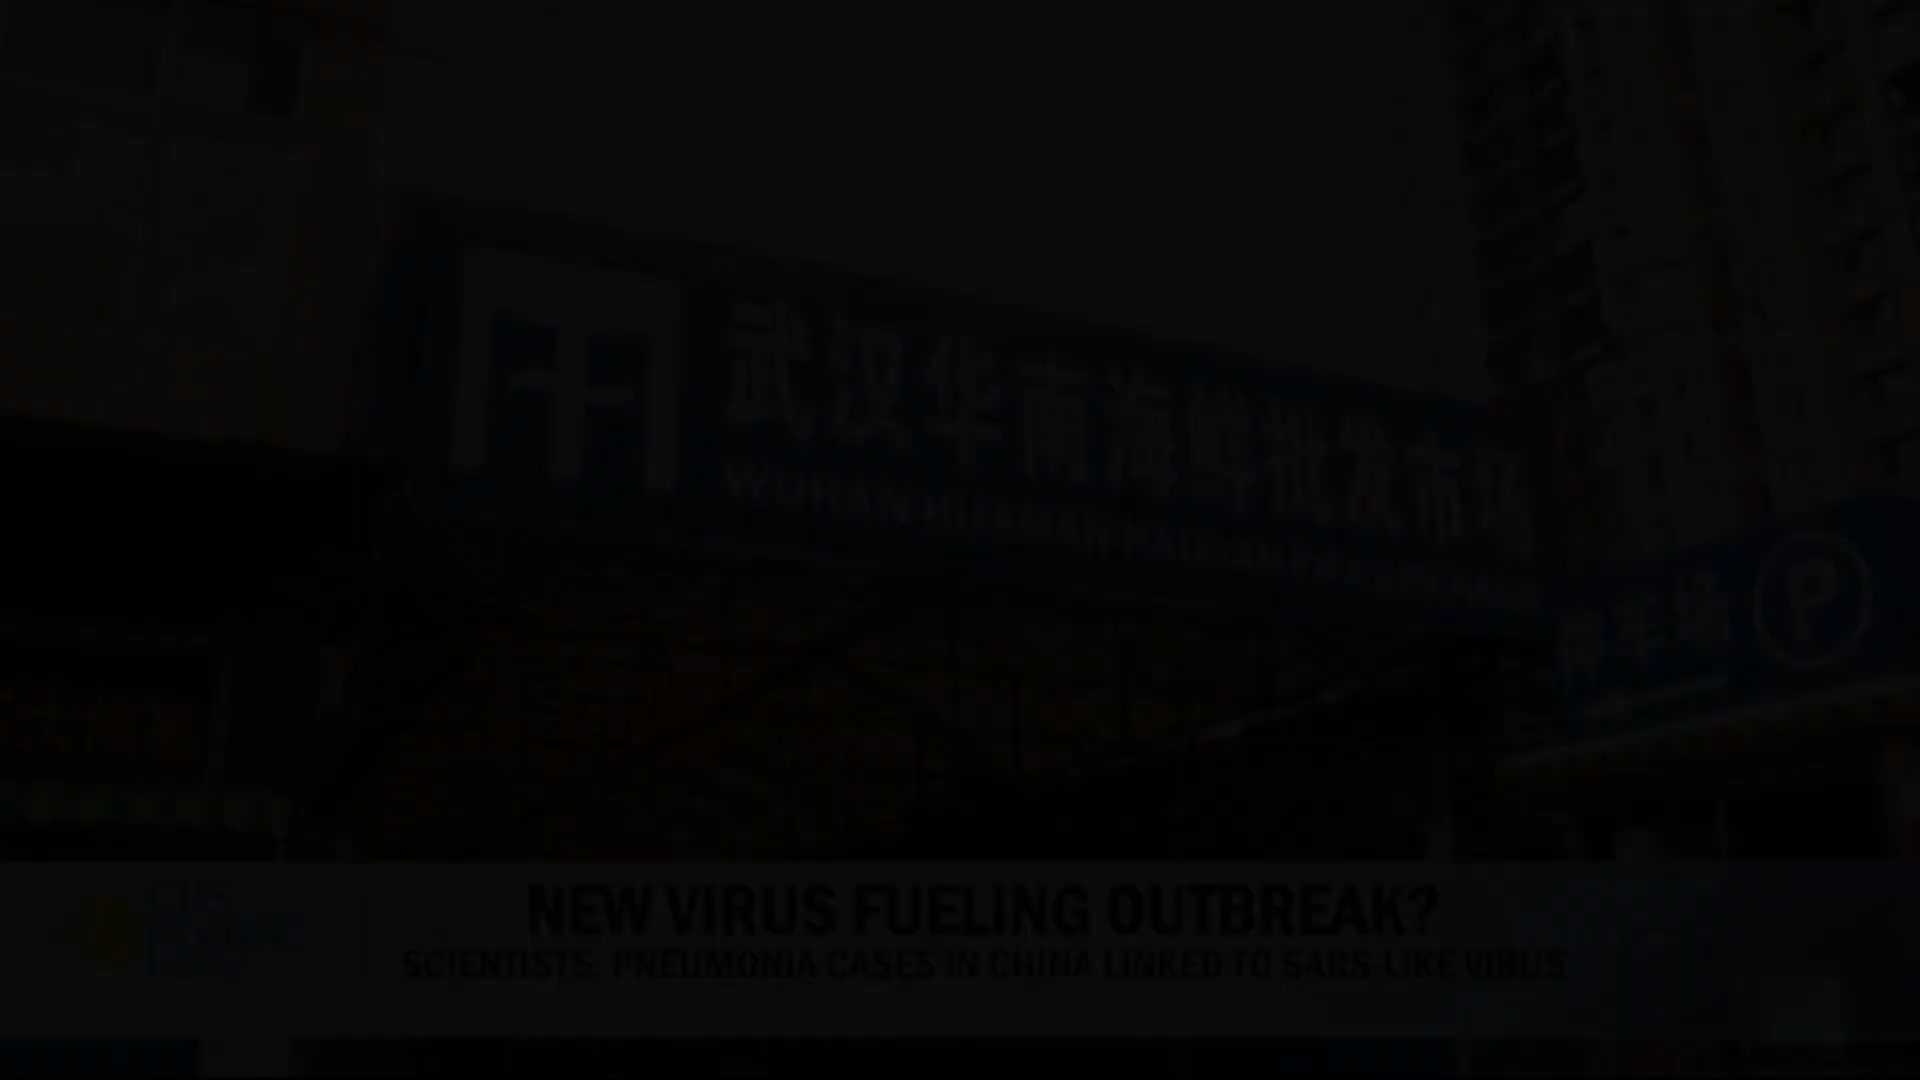 武汉华南海鲜批发市场
WUHAN HUANAN
停车场 P
NEW VIRUS FUELING OUTBREAK?
SCIENTISTS: PNEUMONIA CASES IN CHINA LINKED TO SARS-LIKE VIRUS